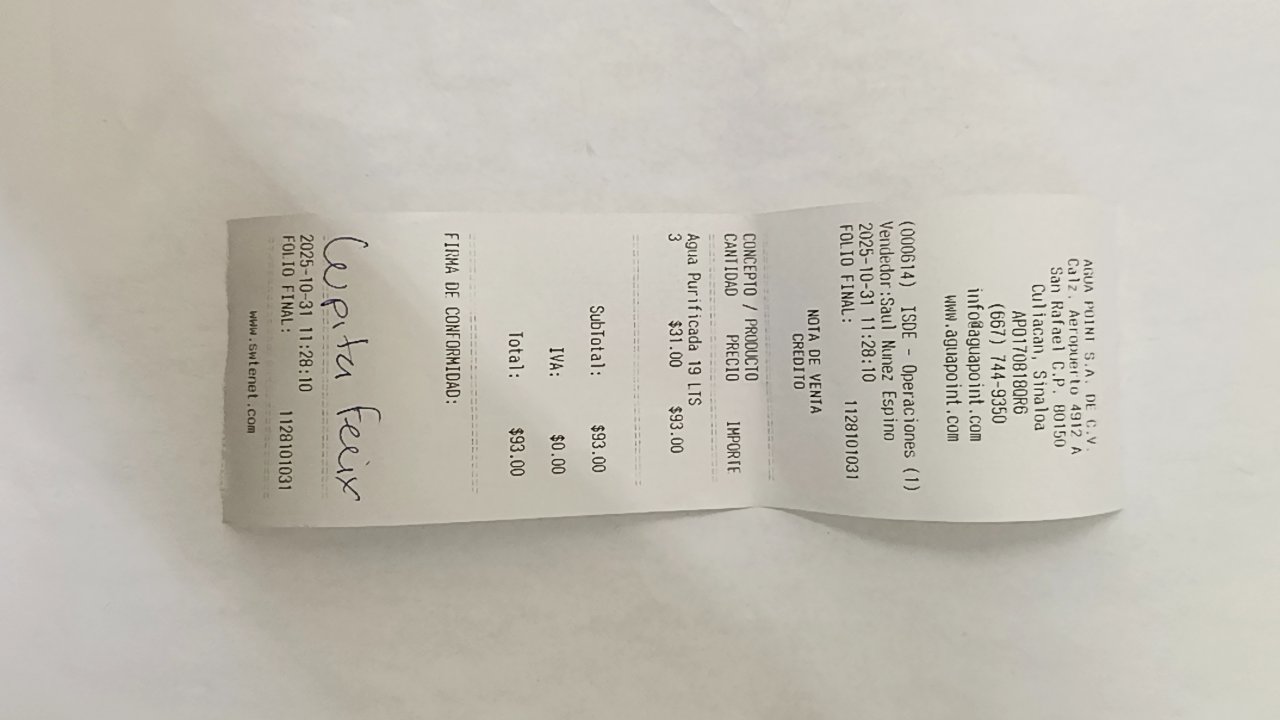 AGUA POINT S.A. DE C.V.
Calz. Aeropuerto 4912 A
San Rafael C.P. 80150
Culiacan, Sinaloa
APO170818QR6
(667) 744-9350
info@aguapoint.com
www.aguapoint.com
(000614) ISDE - Operaciones (1)
Vendedor:Saul Nunez Espino
2025-10-31 11:28:10
FOLIO FINAL: 1128101031
NOTA DE VENTA
CREDITO
CONCEPTO / PRODUCTO
CANTIDAD PRECIO IMPORTE
Agua Purificada 19 LTS
3 $31.00 $93.00
SubTotal: $93.00
IVA: $0.00
Total: $93.00
FIRMA DE CONFORMIDAD:
Lupita Felix
2025-10-31 11:28:10
FOLIO FINAL: 1128101031
www.swtenet.com